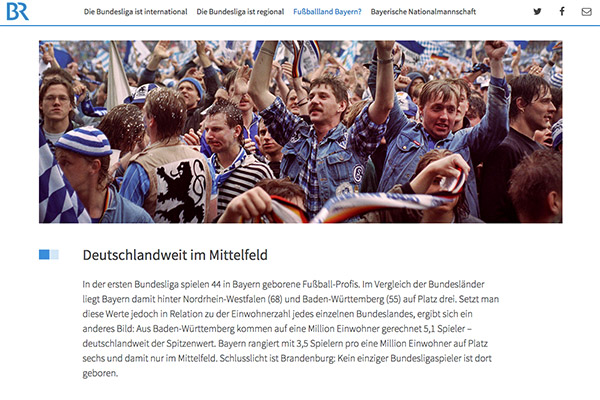 BR Die Bundesliga ist international Die Bundesliga ist regional Fußballland Bayern? Bayerische Nationalmannschaft
Deutschlandweit im Mittelfeld
In der ersten Bundesliga spielen 44 in Bayern geborene Fußball-Profis. Im Vergleich der Bundesländer
liegt Bayern damit hinter Nordrhein-Westfalen (68) und Baden-Württemberg (55) auf Platz drei. Setzt man
diese Werte jedoch in Relation zu der Einwohnerzahl jedes einzelnen Bundeslandes, ergibt sich ein
anderes Bild: Aus Baden-Württemberg kommen auf eine Million Einwohner gerechnet 5,1 Spieler –
deutschlandweit der Spitzenwert. Bayern rangiert mit 3,5 Spielern pro eine Million Einwohner auf Platz
sechs und damit nur im Mittelfeld. Schlusslicht ist Brandenburg: Kein einziger Bundesligaspieler ist dort
geboren.